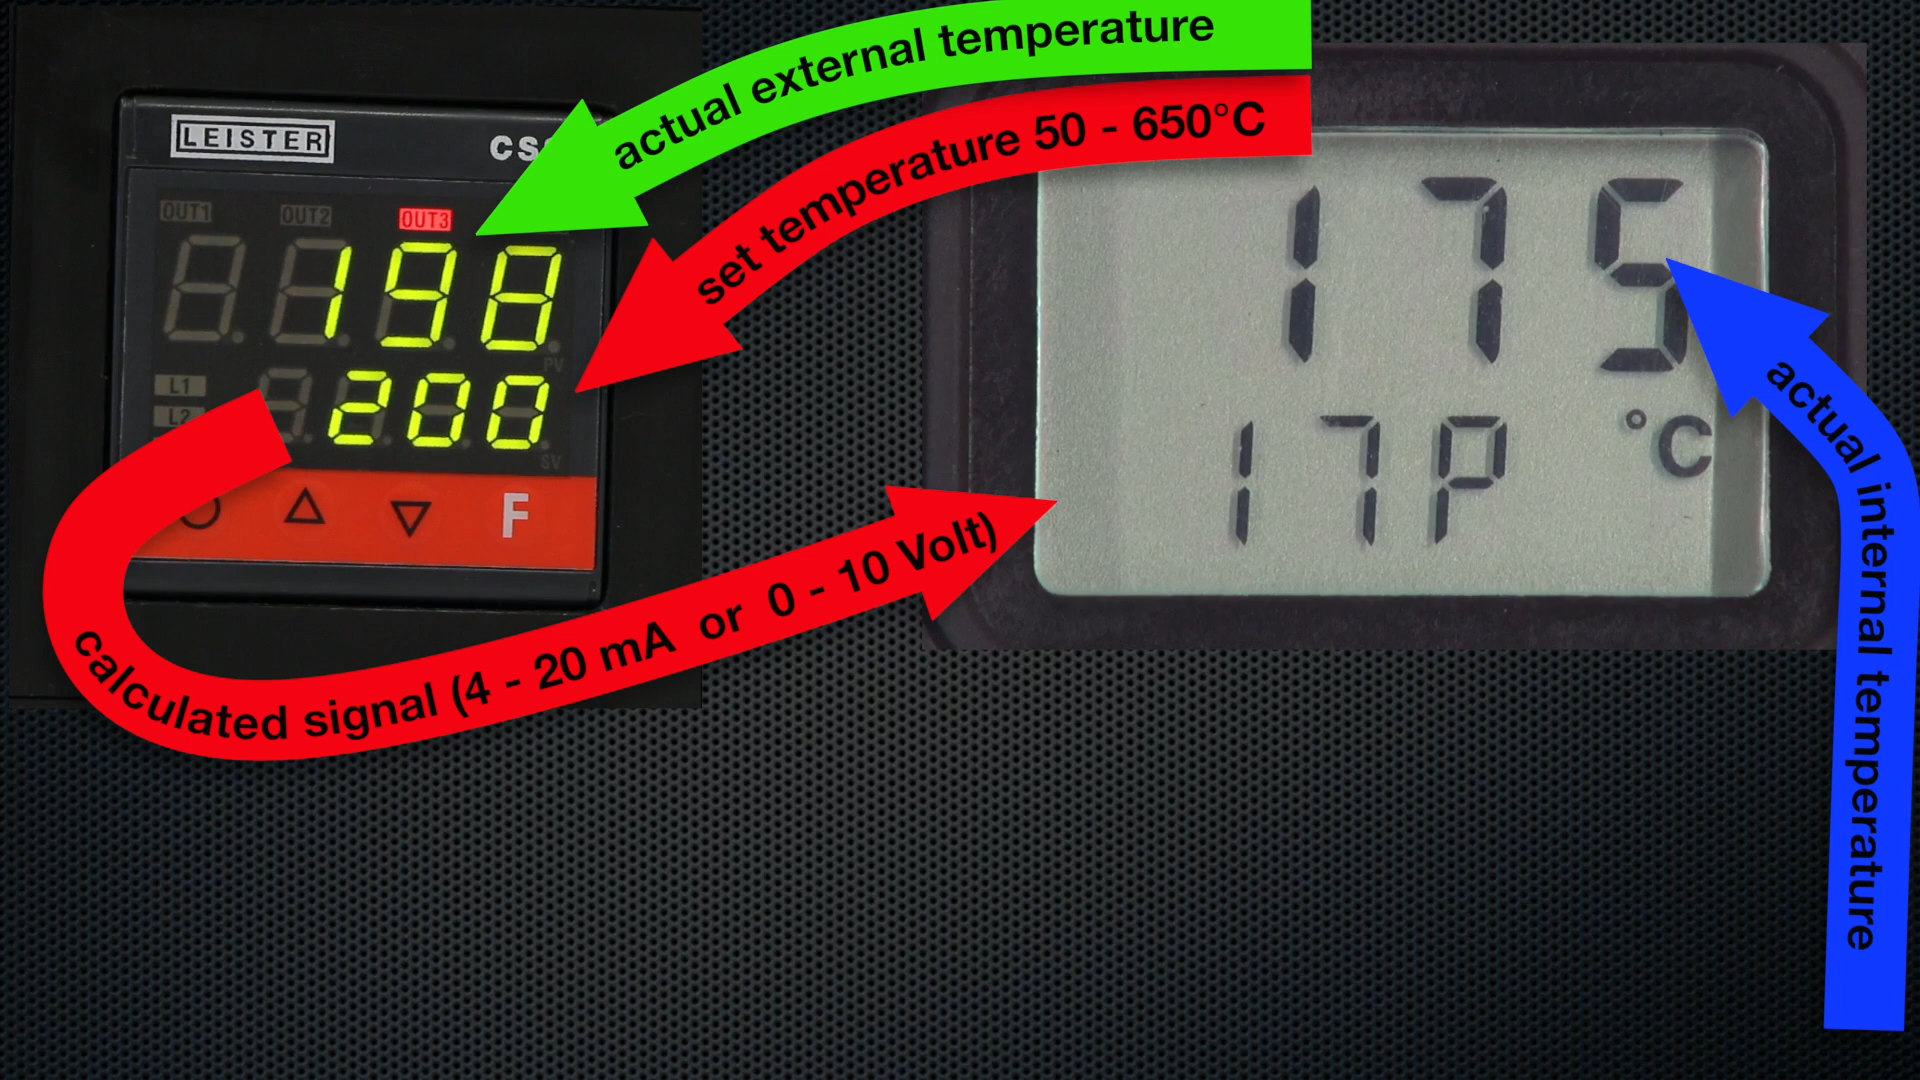 actual external temperature
set temperature 50 - 650°C
LEISTER
OUT1 OUT2 OUT3
198
PV
L1
200
L2
SV
F
175
17P °C
calculated signal (4 - 20 mA or 0 - 10 Volt)
actual internal temperature